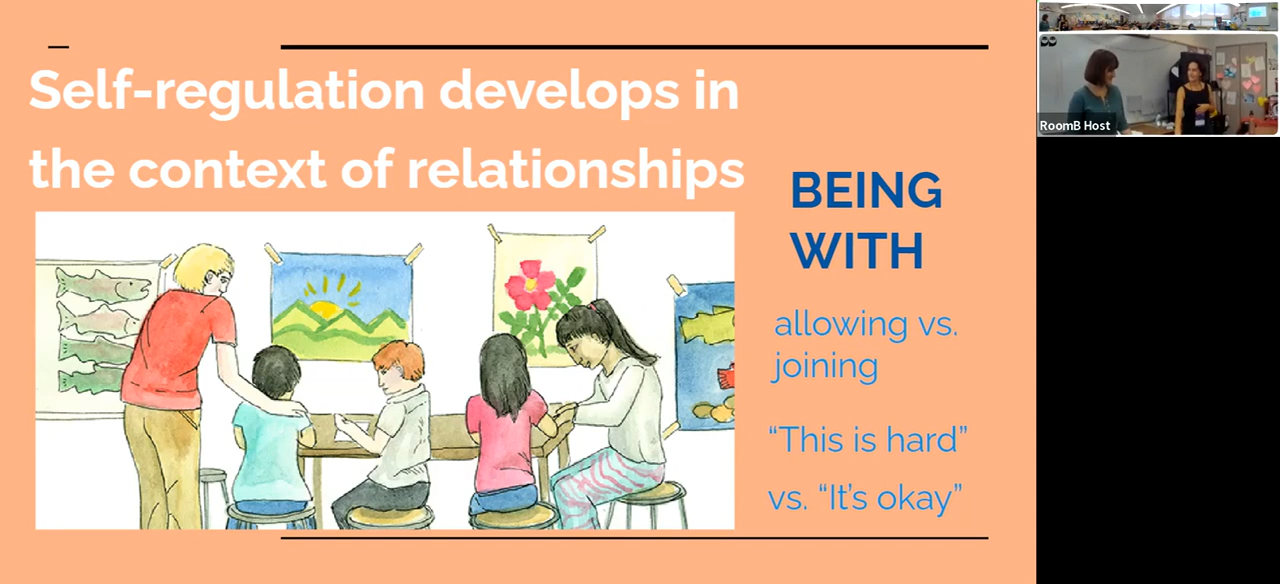 Self-regulation develops in
the context of relationships
BEING
WITH
allowing vs.
joining
“This is hard”
vs. “It’s okay”
RoomB Host